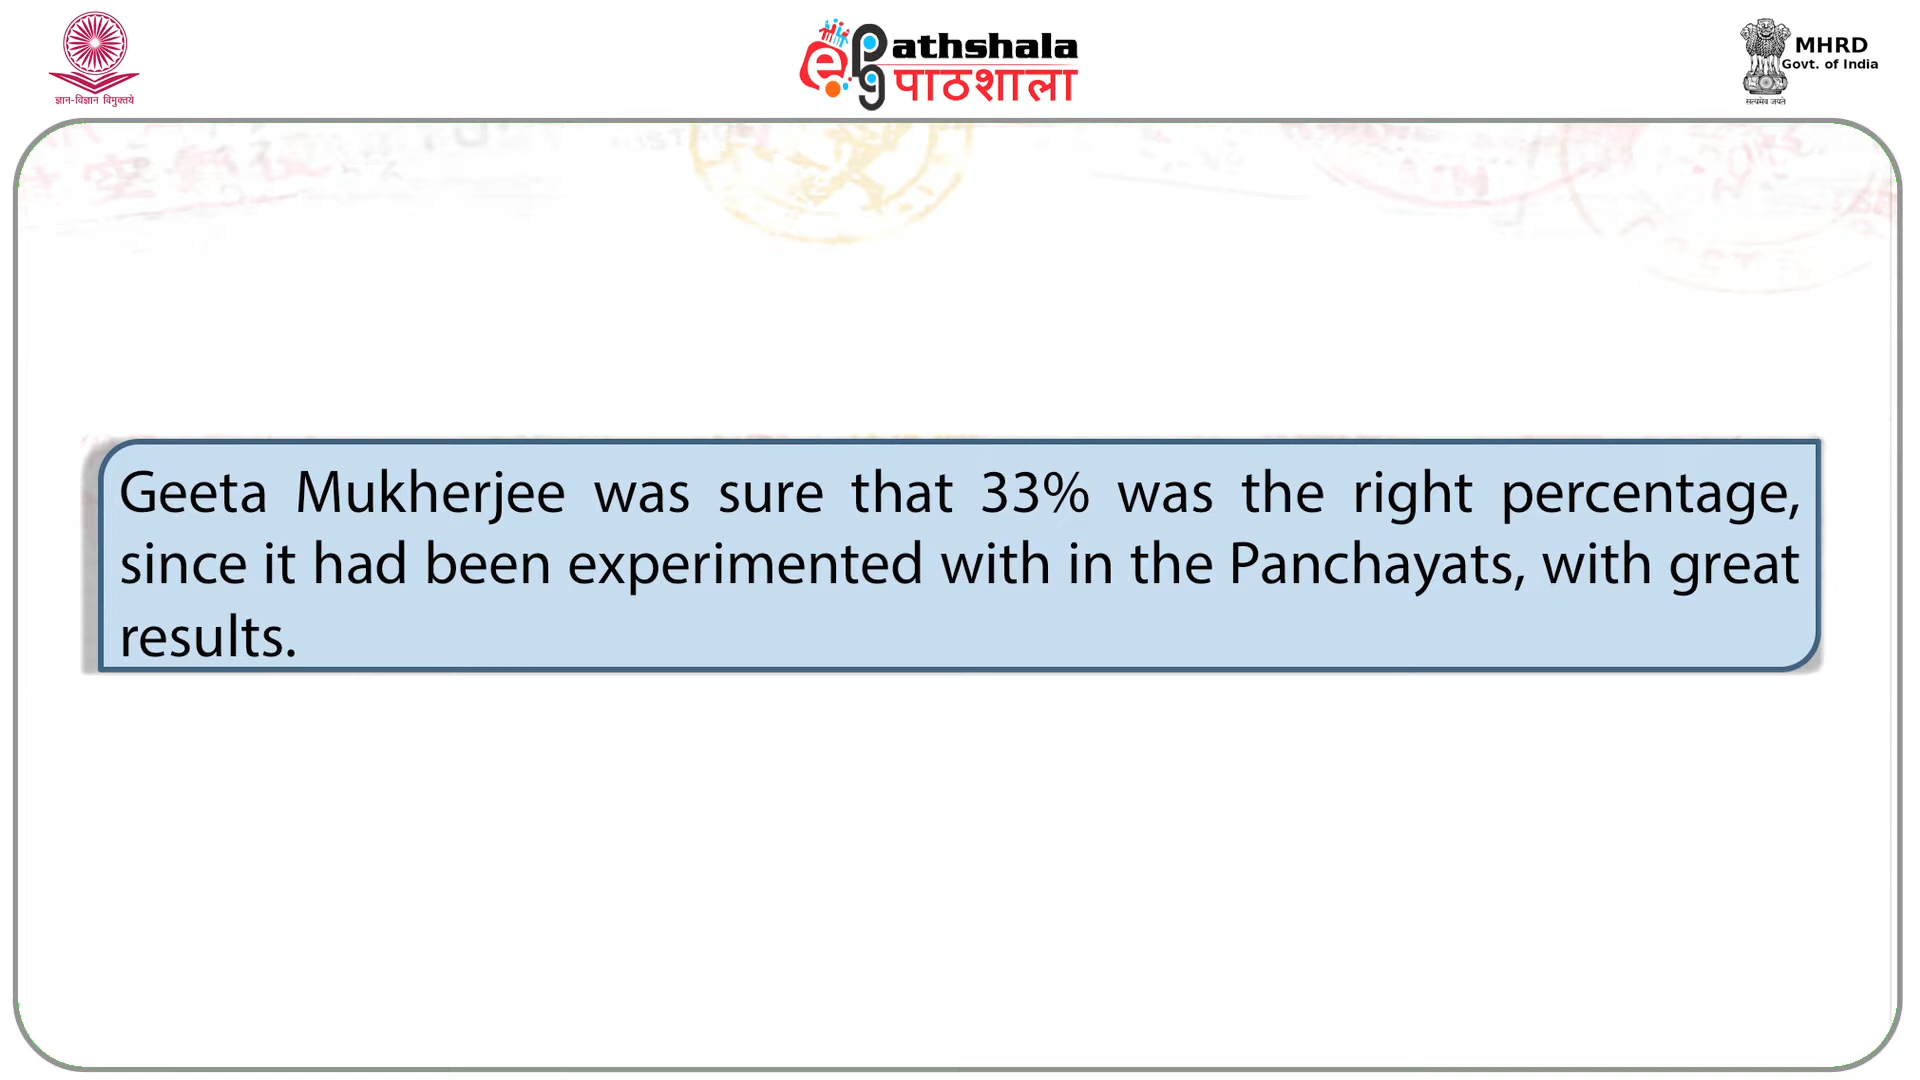 ज्ञान-विज्ञान विमुक्तये
ePGathshala
पाठशाला
MHRD
Govt. of India
सत्यमेव जयते
Geeta Mukherjee was sure that 33% was the right percentage,
since it had been experimented with in the Panchayats, with great
results.